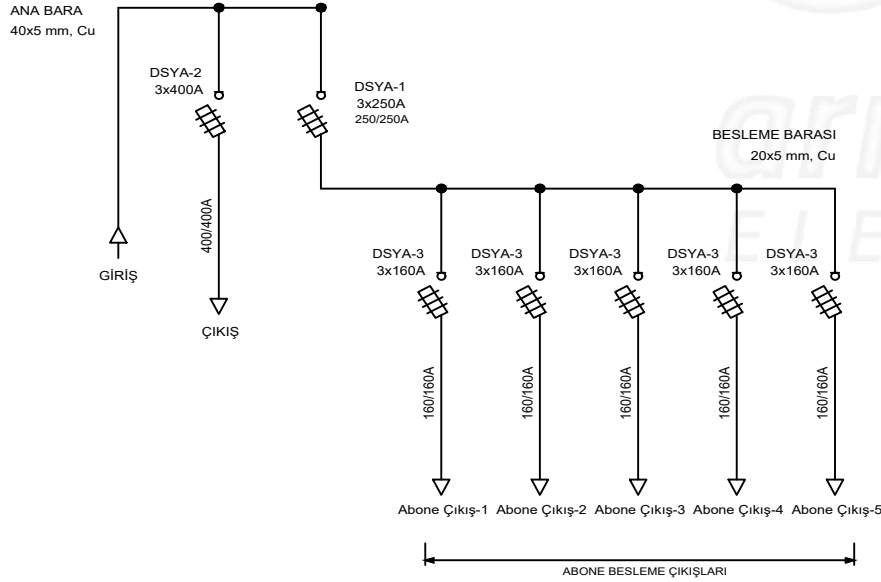 ANA BARA
40x5 mm, Cu
DSYA-2
3x400A
DSYA-1
3x250A
250/250A
BESLEME BARASI
20x5 mm, Cu
400/400A
GİRİŞ
ÇIKIŞ
DSYA-3
3x160A
DSYA-3
3x160A
DSYA-3
3x160A
DSYA-3
3x160A
DSYA-3
3x160A
160/160A
160/160A
160/160A
160/160A
160/160A
Abone Çıkış-1
Abone Çıkış-2
Abone Çıkış-3
Abone Çıkış-4
Abone Çıkış-5
ABONE BESLEME ÇIKIŞLARI